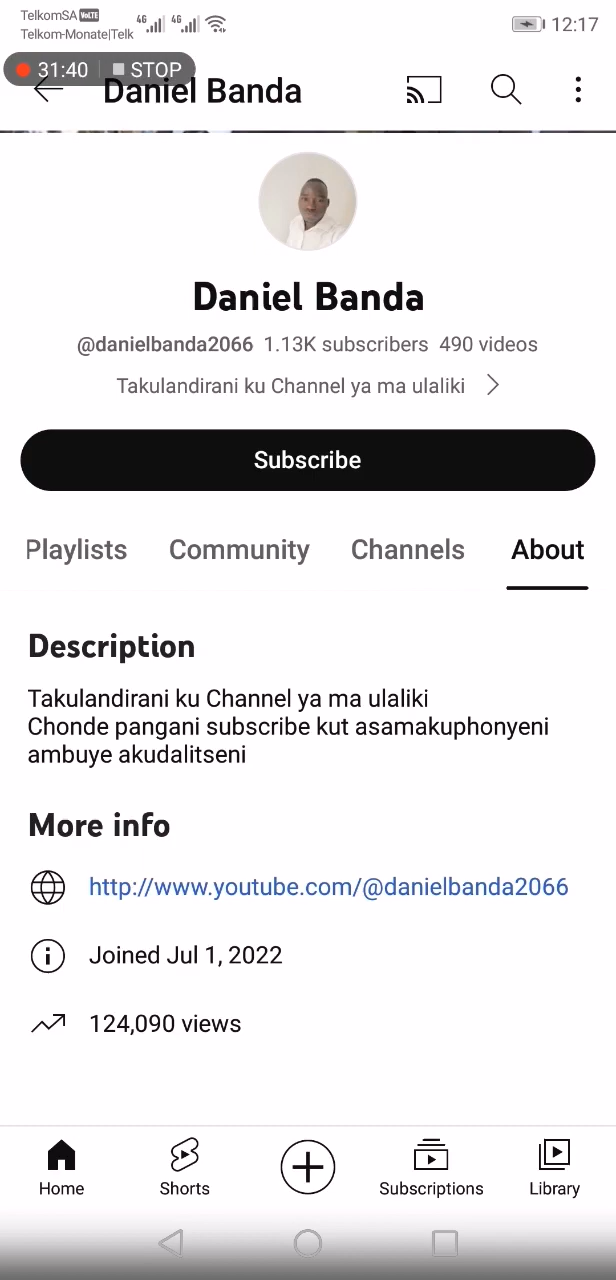 TelkomSA VoLTE 4G 4G 12:17
Telkom-Monate|Telk
31:40 STOP
Daniel Banda
Daniel Banda
@danielbanda2066 1.13K subscribers 490 videos
Takulandirani ku Channel ya ma ulaliki
Subscribe
Playlists Community Channels About
Description
Takulandirani ku Channel ya ma ulaliki
Chonde pangani subscribe kut asamakuphonyeni
ambuye akudalitseni
More info
http://www.youtube.com/@danielbanda2066
Joined Jul 1, 2022
124,090 views
Home Shorts Subscriptions Library